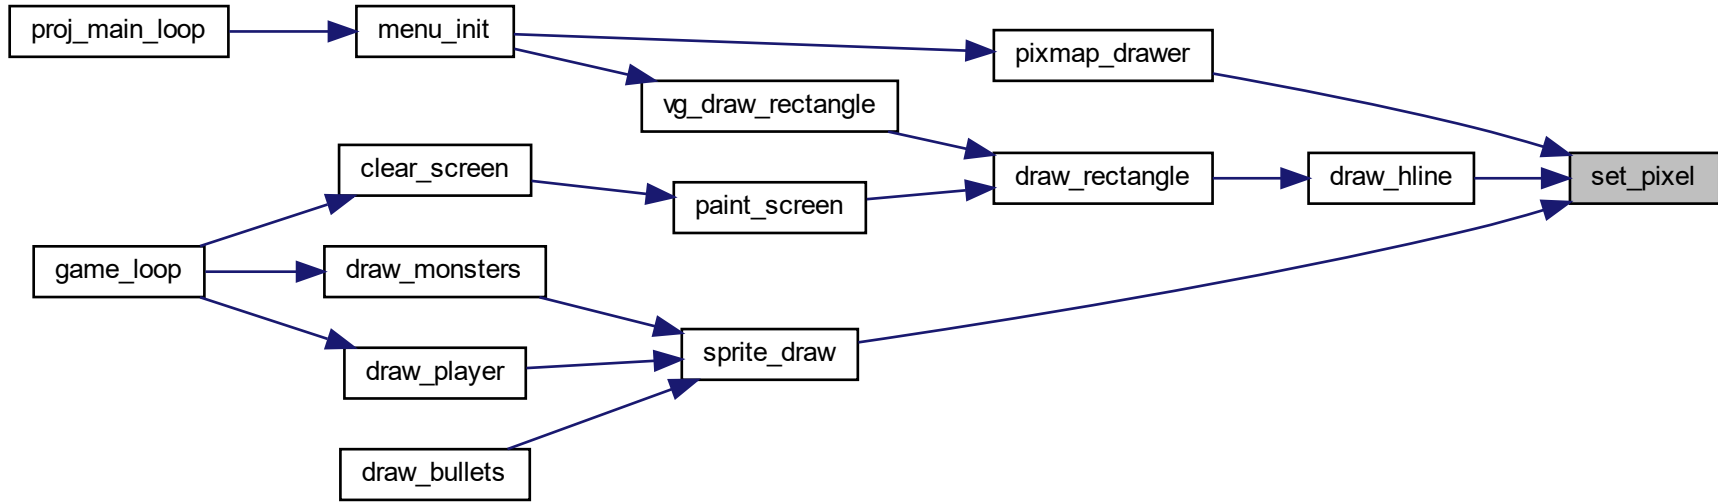 proj_main_loop
menu_init
pixmap_drawer
vg_draw_rectangle
clear_screen
draw_rectangle
draw_hline
set_pixel
paint_screen
game_loop
draw_monsters
sprite_draw
draw_player
draw_bullets